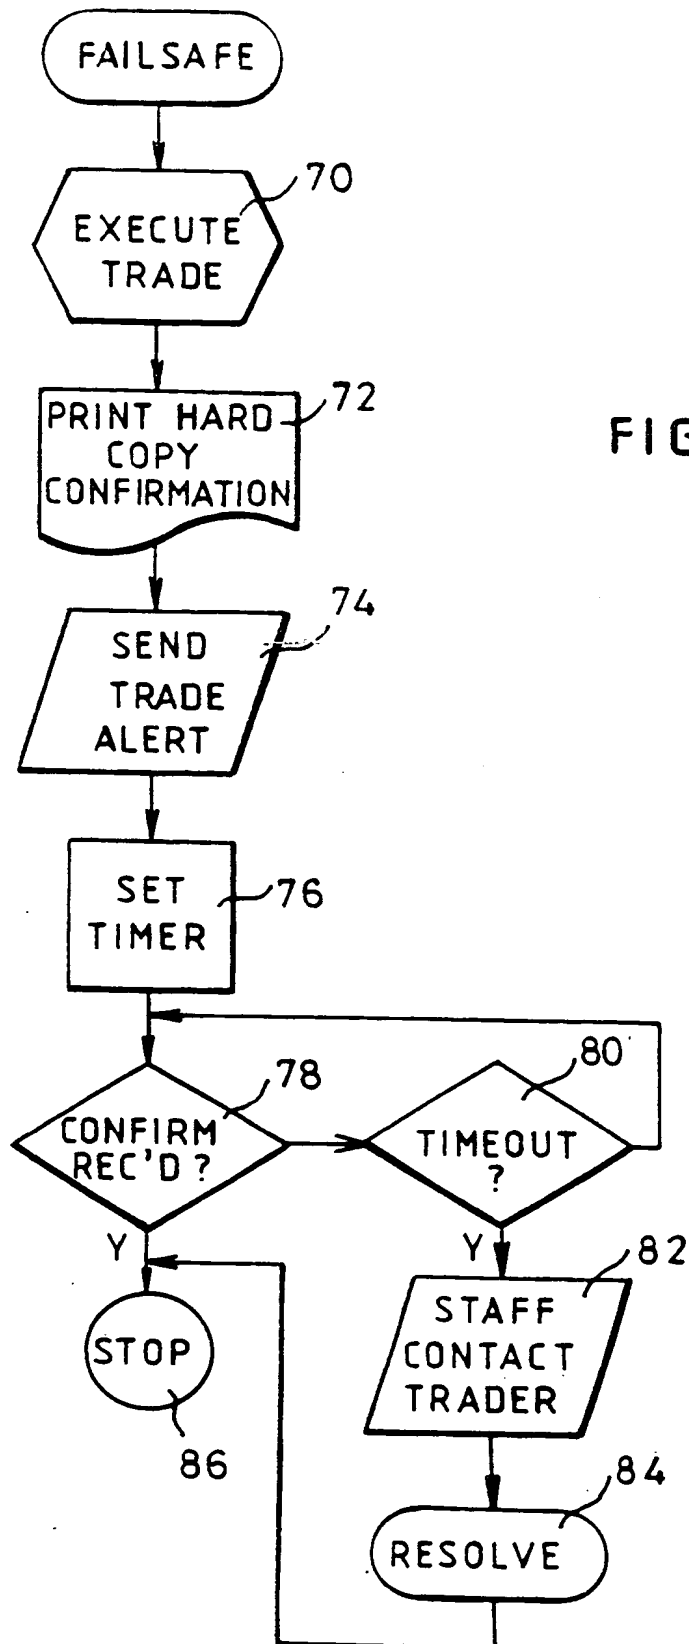 FAILSAFE
70
EXECUTE
TRADE
72
PRINT HARD
COPY
CONFIRMATION
FIG
74
SEND
TRADE
ALERT
76
SET
TIMER
78
CONFIRM
REC'D?
80
TIMEOUT
?
Y
Y
82
STAFF
CONTACT
TRADER
STOP
86
84
RESOLVE